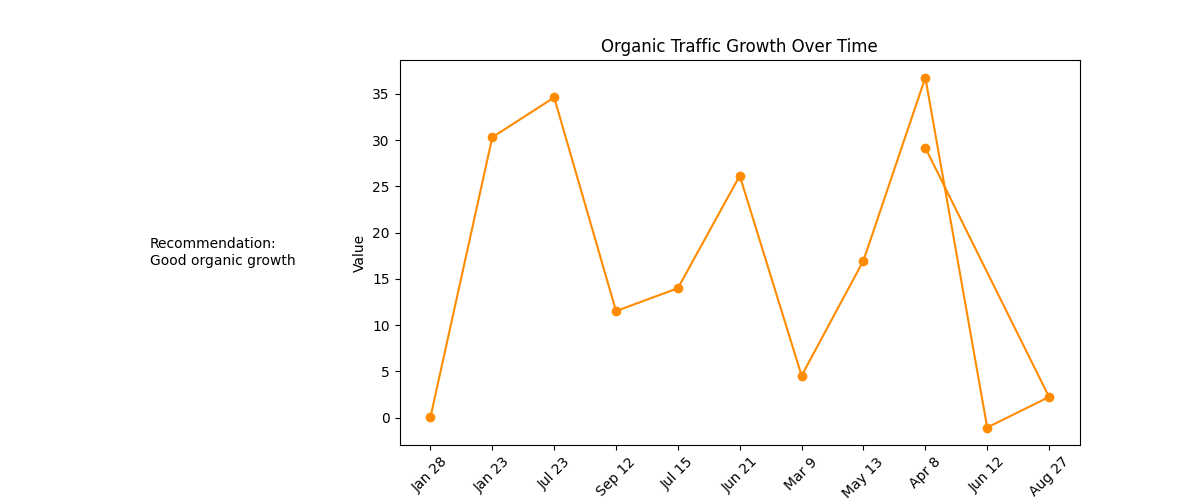 Organic Traffic Growth Over Time
Recommendation:
Good organic growth
Value
35
30
25
20
15
10
5
0
Jan 28
Jan 23
Jul 23
Sep 12
Jul 15
Jun 21
Mar 9
May 13
Apr 8
Jun 12
Aug 27